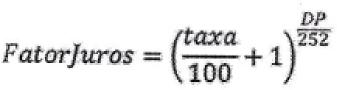 FatorJuros = (taxa/100 + 1)^(DP/252)